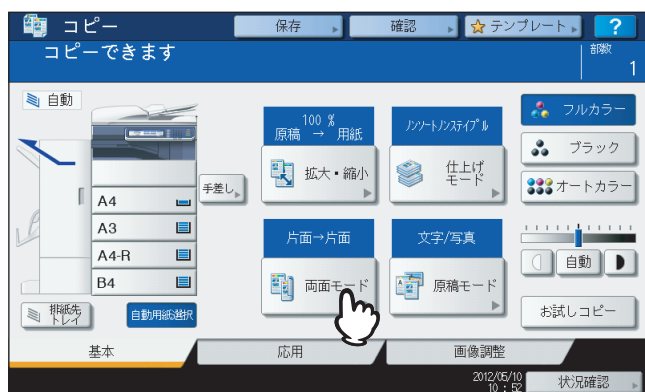 コピー
保存
確認
テンプレート
?
コピーできます
部数
1
自動
100 %
原稿 → 用紙
ノンソートノンステイプル
フルカラー
拡大・縮小
仕上げ
モード
ブラック
手差し
A4
オートカラー
A3
片面→片面
文字/写真
A4-R
自動
B4
両面モード
原稿モード
排紙先
トレイ
自動用紙選択
お試しコピー
基本
応用
画像調整
2012/05/10
10 : 52
状況確認